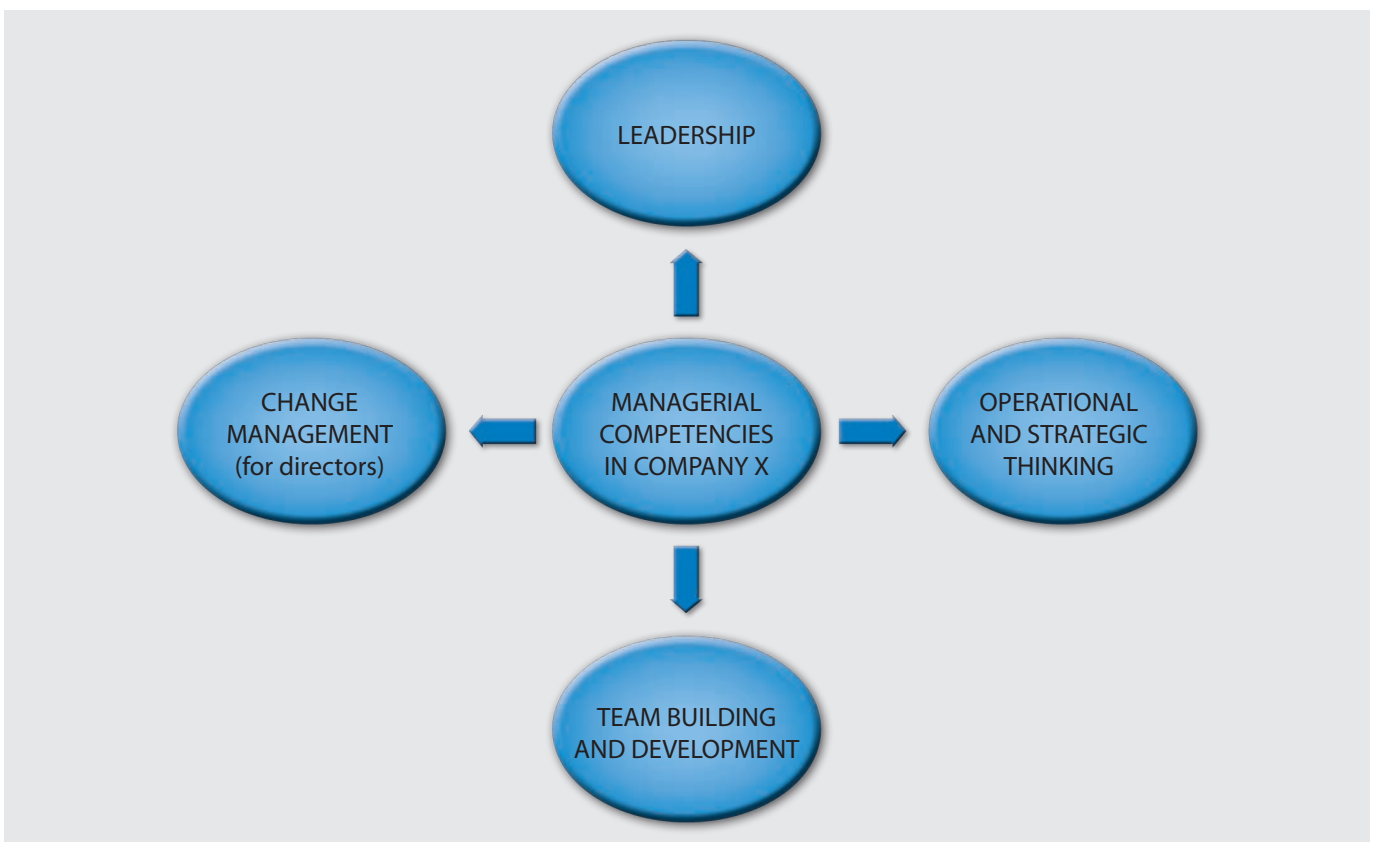 LEADERSHIP
CHANGE
MANAGEMENT
(for directors)
MANAGERIAL
COMPETENCIES
IN COMPANY X
OPERATIONAL
AND STRATEGIC
THINKING
TEAM BUILDING
AND DEVELOPMENT